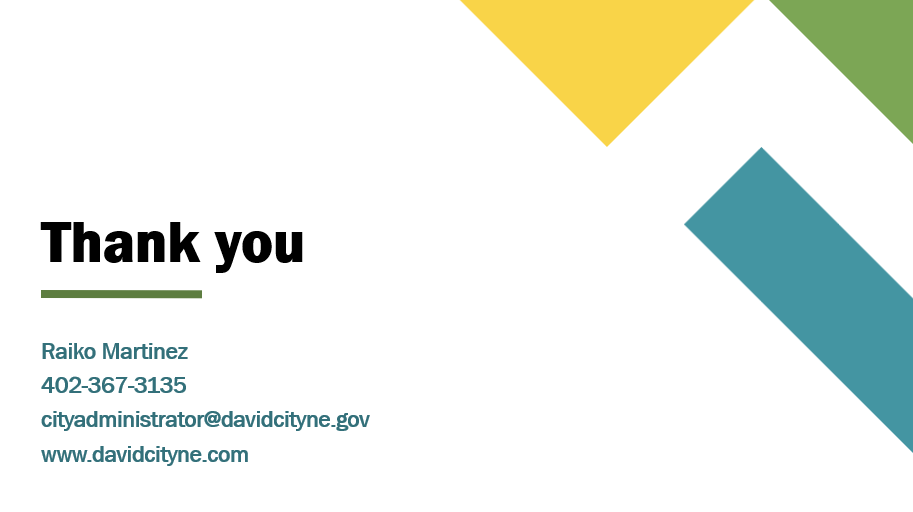 Thank you
Raiko Martinez
402-367-3135
cityadministrator@davidcityne.gov
www.davidcityne.com